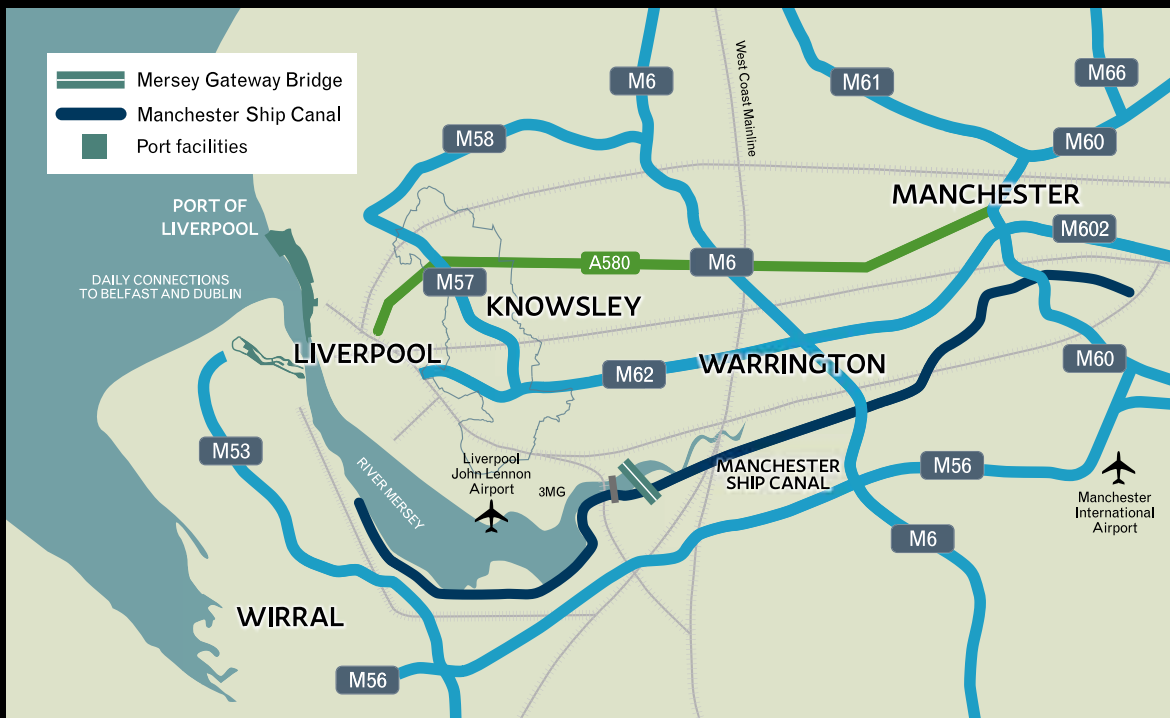 Mersey Gateway Bridge
Manchester Ship Canal
Port facilities
M6
M61
M66
West Coast Mainline
M58
M60
MANCHESTER
PORT OF
LIVERPOOL
M602
A580
M6
DAILY CONNECTIONS
TO BELFAST AND DUBLIN
M57
KNOWSLEY
LIVERPOOL
M62
WARRINGTON
M60
M53
RIVER MERSEY
Liverpool
John Lennon
Airport
3MG
MANCHESTER
SHIP CANAL
M56
Manchester
International
Airport
M6
WIRRAL
M56